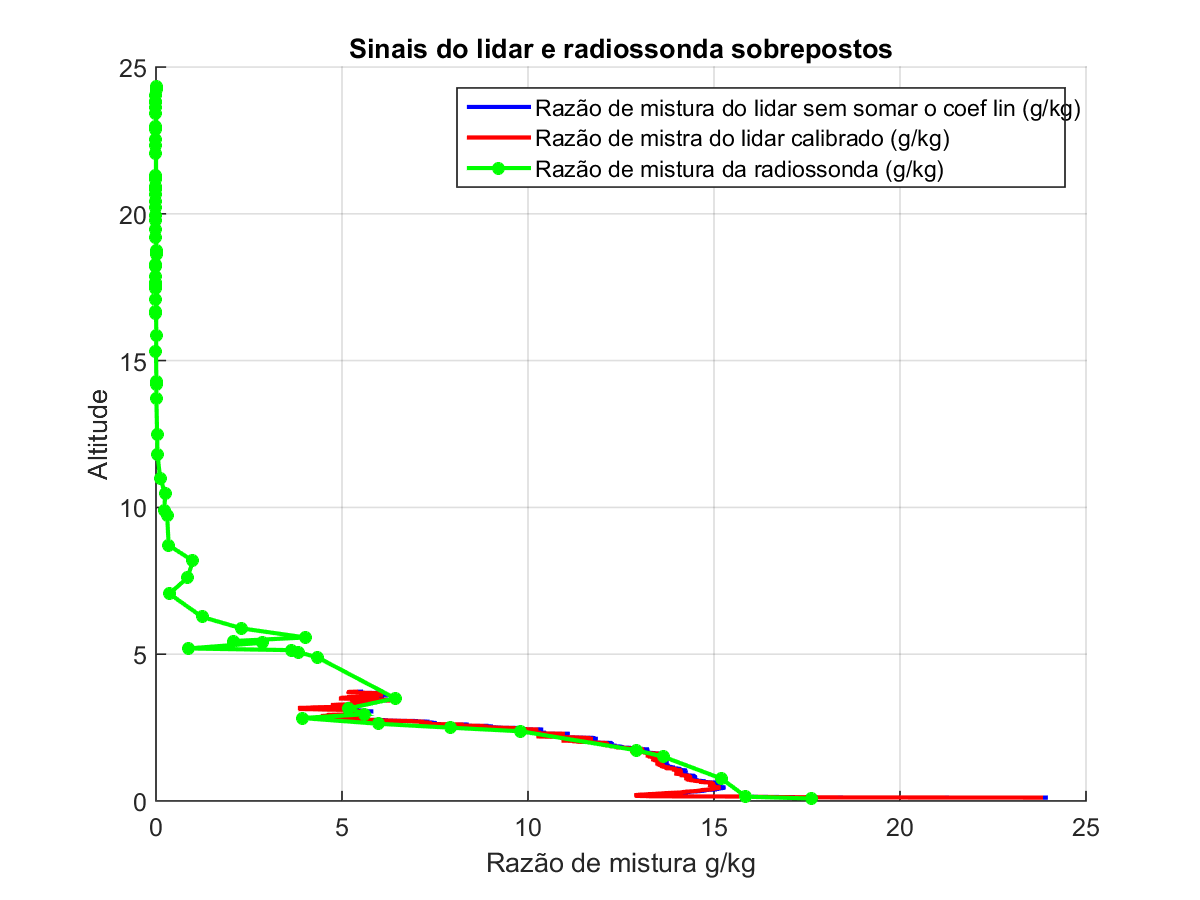 Sinais do lidar e radiossonda sobrepostos
Razão de mistura do lidar sem somar o coef lin (g/kg)
Razão de mistra do lidar calibrado (g/kg)
Razão de mistura da radiossonda (g/kg)
25
20
15
10
5
0
Altitude
0 5 10 15 20 25
Razão de mistura g/kg